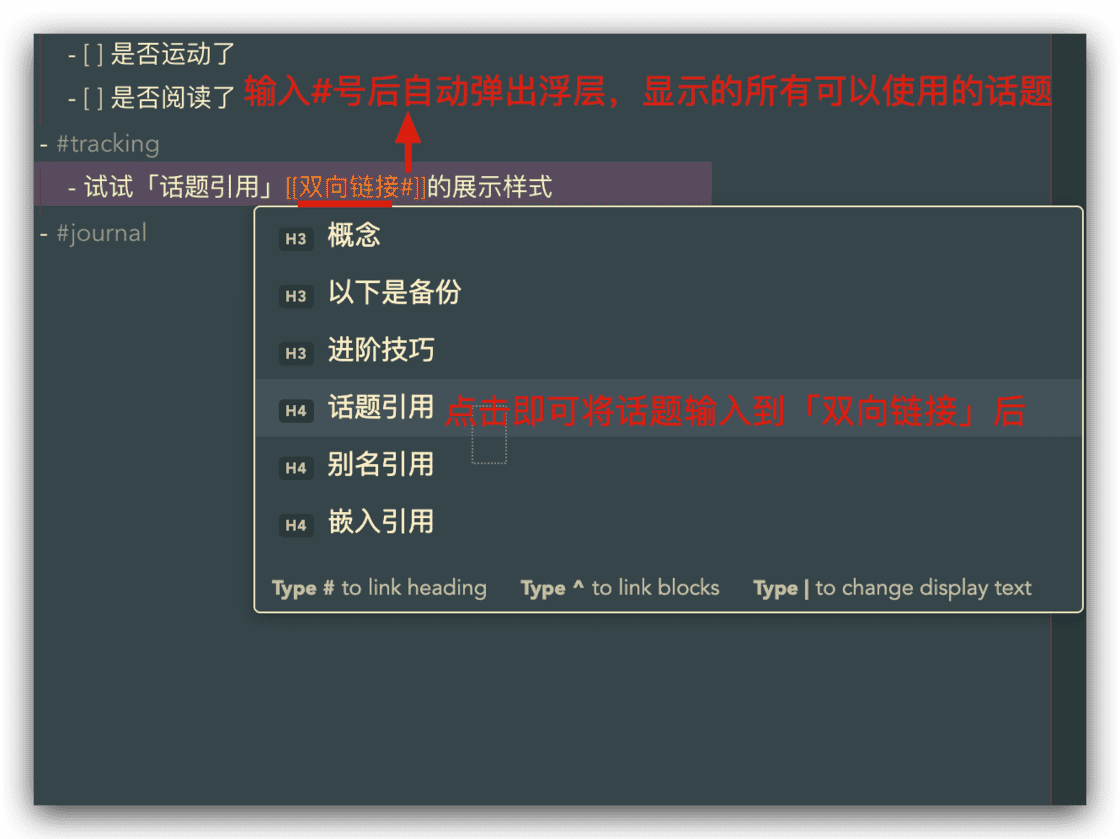 - [ ] 是否运动了
- [ ] 是否阅读了
输入#号后自动弹出浮层，显示的所有可以使用的话题
- #tracking
- 试试「话题引用」[[双向链接#]]的展示样式
- #journal
H3 概念
H3 以下是备份
H3 进阶技巧
H4 话题引用
点击即可将话题输入到「双向链接」后
H4 别名引用
H4 嵌入引用
Type # to link heading Type ^ to link blocks Type | to change display text